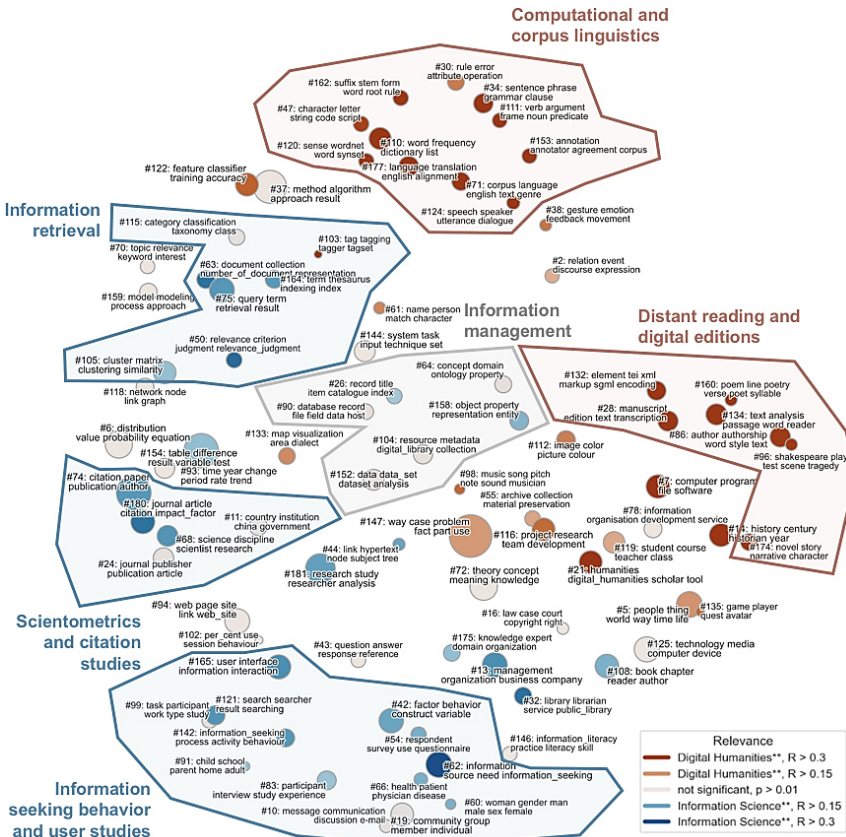 Computational and
corpus linguistics
#30: rule error
attribute operation
#162: suffix stem form
word root rule
#34: sentence phrase
grammar clause
#47: character letter
string code script
#111: verb argument
frame noun predicate
#120: sense wordnet
word synset
#110: word frequency
dictionary list
#153: annotation
annotator agreement corpus
#177: language translation
english alignment
#122: feature classifier
training accuracy
#37: method algorithm
approach result
#71: corpus language
english text genre
#124: speech speaker
utterance dialogue
#38: gesture emotion
feedback movement
Information
retrieval
#115: category classification
taxonomy class
#103: tag tagging
tagger tagset
#70: topic relevance
keyword interest
#63: document collection
number_of_document representation
#164: term thesaurus
indexing index
#2: relation event
discourse expression
#159: model modeling
process approach
#75: query term
retrieval result
#61: name person
match character
Information
management
Distant reading and
digital editions
#50: relevance criterion
judgment relevance_judgment
#144: system task
input technique set
#105: cluster matrix
clustering similarity
#64: concept domain
ontology property
#132: element tei xml
markup sgml encoding
#160: poem line poetry
verse poet syllable
#118: network node
link graph
#26: record title
item catalogue index
#90: database record
file field data host
#158: object property
representation entity
#28: manuscript
edition text transcription
#134: text analysis
passage word reader
#86: author authorship
word style text
#6: distribution
value probability equation
#133: map visualization
area dialect
#104: resource metadata
digital_library collection
#112: image color
picture colour
#96: shakespeare play
test scene tragedy
#154: table difference
result variable test
#93: time year change
period rate trend
#74: citation paper
publication author
#152: data data_set
dataset analysis
#98: music song pitch
note sound musician
#7: computer program
file software
#180: journal article
citation impact_factor
#55: archive collection
material preservation
#11: country institution
china government
#147: way case problem
fact part use
#116: project research
team development
#78: information
organisation development service
#14: history century
historian year
#68: science discipline
scientist research
#44: link hypertext
node subject tree
#119: student course
teacher class
#174: novel story
narrative character
#24: journal publisher
publication article
#181: research study
researcher analysis
#72: theory concept
meaning knowledge
#21: humanities
digital_humanities scholar tool
Scientometrics
and citation
studies
#94: web page site
link web_site
#16: law case court
copyright right
#5: people thing
world way time life
#135: game player
quest avatar
#102: per_cent use
session behaviour
#43: question answer
response reference
#175: knowledge expert
domain organization
#125: technology media
computer device
#165: user interface
information interaction
#13: management
organization business company
#108: book chapter
reader author
#99: task participant
work type study
#121: search searcher
result searching
#42: factor behavior
construct variable
#32: library librarian
service public_library
#142: information_seeking
process activity behaviour
#54: respondent
survey use questionnaire
#146: information_literacy
practice literacy skill
#91: child school
parent home adult
#62: information
source need information_seeking
#83: participant
interview study experience
#66: health patient
physician disease
Information
seeking behavior
and user studies
#10: message communication
discussion e-mail
#19: community group
member individual
#60: woman gender man
male sex female
Relevance
Digital Humanities**, R > 0.3
Digital Humanities**, R > 0.15
not significant, p > 0.01
Information Science**, R > 0.15
Information Science**, R > 0.3